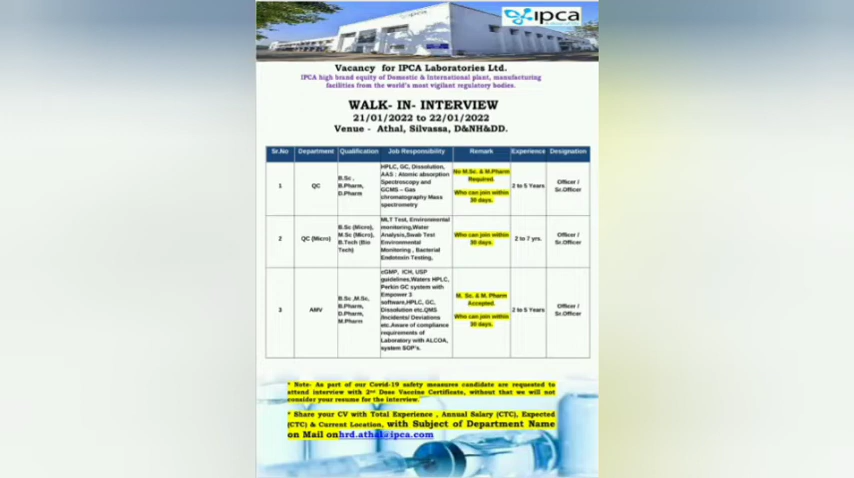 ipca
Vacancy for IPCA Laboratories Ltd.
IPCA high brand equity of Domestic & International plant, manufacturing
facilities from the world's most vigilant regulatory bodies.
WALK- IN- INTERVIEW
21/01/2022 to 22/01/2022
Venue - Athal, Silvassa, D&NH&DD.
Sr.No Department Qualification Job Responsibility Remark Experience Designation
1 QC
B.Sc ,
B.Pharm,
D.Pharm
HPLC, GC, Dissolution,
AAS : Atomic absorption
Spectroscopy and
GCMS – Gas
chromatography Mass
spectrometry
No M.Sc. & M.Pharm
Required.
Who can join within
30 days.
2 to 5 Years
Officer /
Sr.Officer
2 QC (Micro)
B.Sc (Micro),
M.Sc (Micro),
B.Tech (Bio
Tech)
MLT Test, Environmental
monitoring,Water
Analysis,Swab Test
Environmental
Monitoring , Bacterial
Endotoxin Testing,
Who can join within
30 days.
2 to 7 yrs.
Officer /
Sr.Officer
3 AMV
B.Sc ,M.Sc,
B.Pharm,
D.Pharm,
M.Pharm
cGMP, ICH, USP
guidelines,Waters HPLC,
Perkin GC system with
Empower 3
software,HPLC, GC,
Dissolution etc.QMS
/Incidents/ Deviations
etc.Aware of compliance
requirements of
Laboratory with ALCOA,
system SOP's.
M. Sc. & M. Pharm
Accepted.
Who can join within
30 days.
2 to 5 Years
Officer /
Sr.Officer
* Note- As part of our Covid-19 safety measures candidate are requested to
attend interview with 2nd Dose Vaccine Certificate, without that we will not
consider your resume for the interview.
* Share your CV with Total Experience , Annual Salary (CTC), Expected
(CTC) & Current Location, with Subject of Department Name
on Mail onhrd.athal@ipca.com